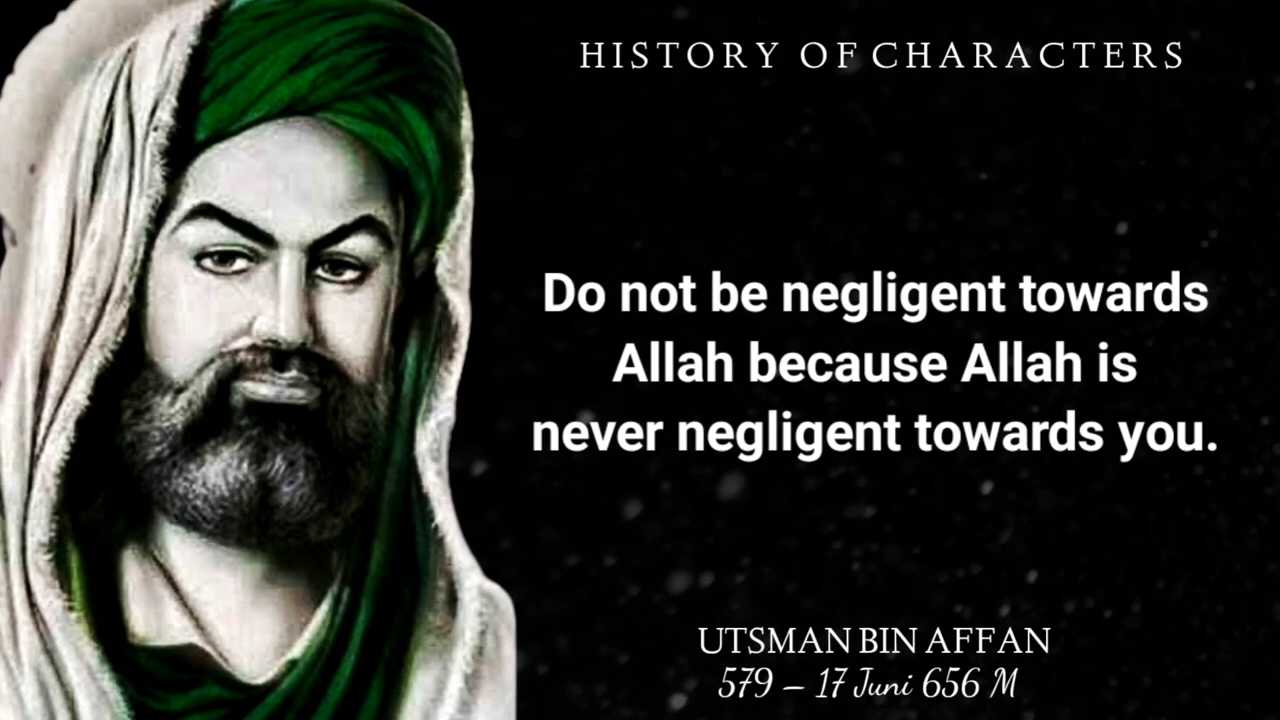 HISTORY OF CHARACTERS
Do not be negligent towards
Allah because Allah is
never negligent towards you.
UTSMAN BIN AFFAN
579 – 17 Juni 656 M